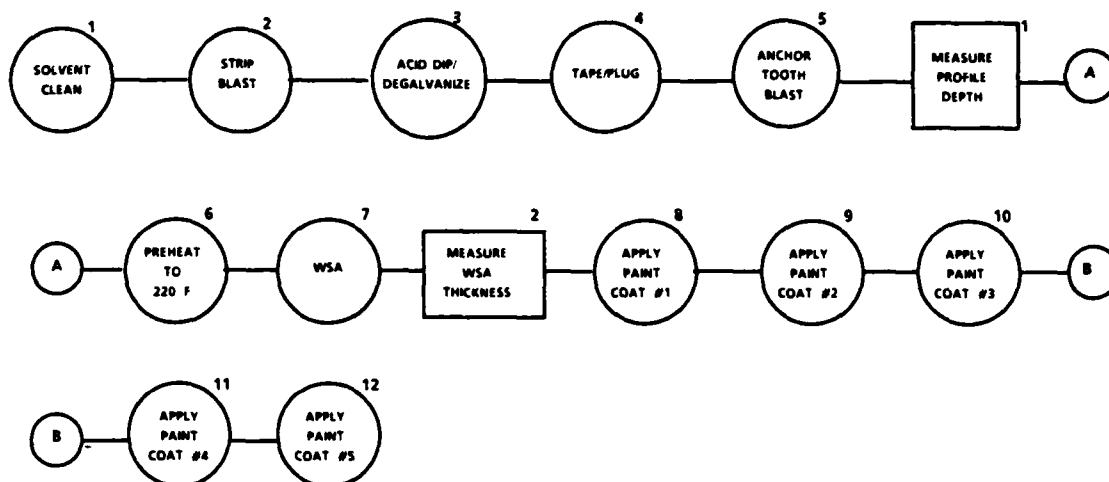 1
SOLVENT
CLEAN
2
STRIP
BLAST
3
ACID DIP/
DEGALVANIZE
4
TAPE/PLUG
5
ANCHOR
TOOTH
BLAST
1
MEASURE
PROFILE
DEPTH
A
A
6
PREHEAT
TO
220 F
7
WSA
2
MEASURE
WSA
THICKNESS
8
APPLY
PAINT
COAT #1
9
APPLY
PAINT
COAT #2
10
APPLY
PAINT
COAT #3
B
B
11
APPLY
PAINT
COAT #4
12
APPLY
PAINT
COAT #5